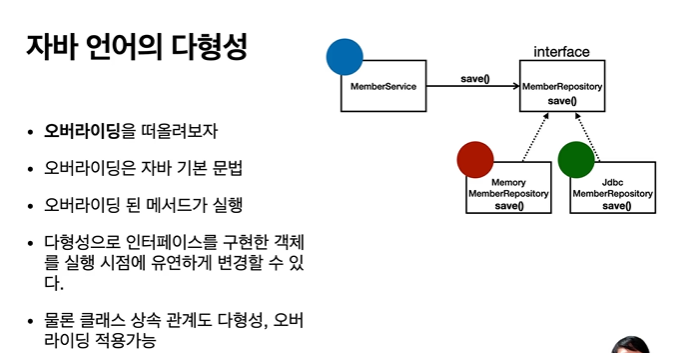 자바 언어의 다형성
• 오버라이딩을 떠올려보자
• 오버라이딩은 자바 기본 문법
• 오버라이딩 된 메서드가 실행
• 다형성으로 인터페이스를 구현한 객체
를 실행 시점에 유연하게 변경할 수 있
다.
• 물론 클래스 상속 관계도 다형성, 오버
라이딩 적용가능
interface
MemberService
save()
MemberRepository
save()
Memory
MemberRepository
save()
Jdbc
MemberRepository
save()